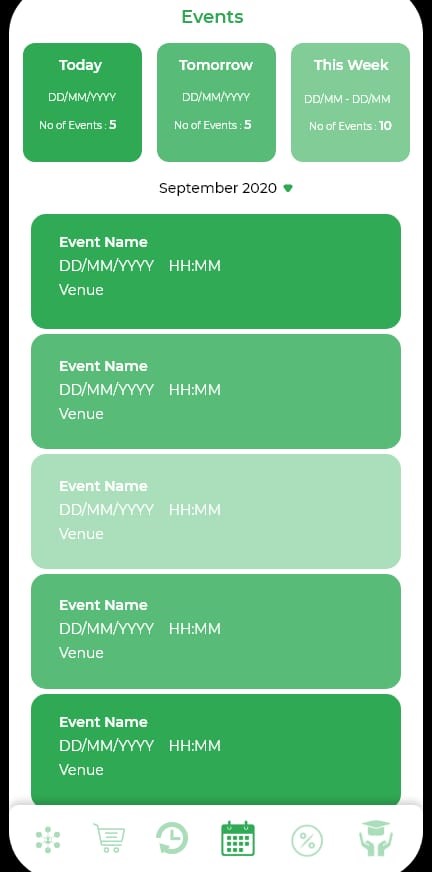 Events
Today
DD/MM/YYYY
No of Events : 5
Tomorrow
DD/MM/YYYY
No of Events : 5
This Week
DD/MM - DD/MM
No of Events : 10
September 2020
Event Name
DD/MM/YYYY HH:MM
Venue
Event Name
DD/MM/YYYY HH:MM
Venue
Event Name
DD/MM/YYYY HH:MM
Venue
Event Name
DD/MM/YYYY HH:MM
Venue
Event Name
DD/MM/YYYY HH:MM
Venue